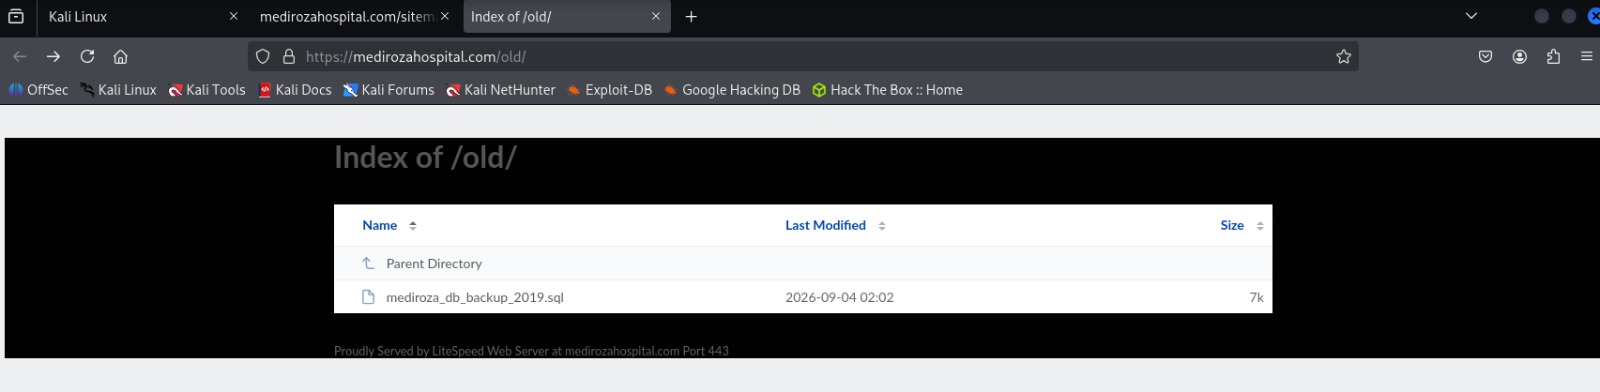 Kali Linux medirozahospital.com/sitem Index of /old/
https://medirozahospital.com/old/
OffSec Kali Linux Kali Tools Kali Docs Kali Forums Kali NetHunter Exploit-DB Google Hacking DB Hack The Box :: Home
Index of /old/
Name Last Modified Size
Parent Directory
mediroza_db_backup_2019.sql 2026-09-04 02:02 7k
Proudly Served by LiteSpeed Web Server at medirozahospital.com Port 443